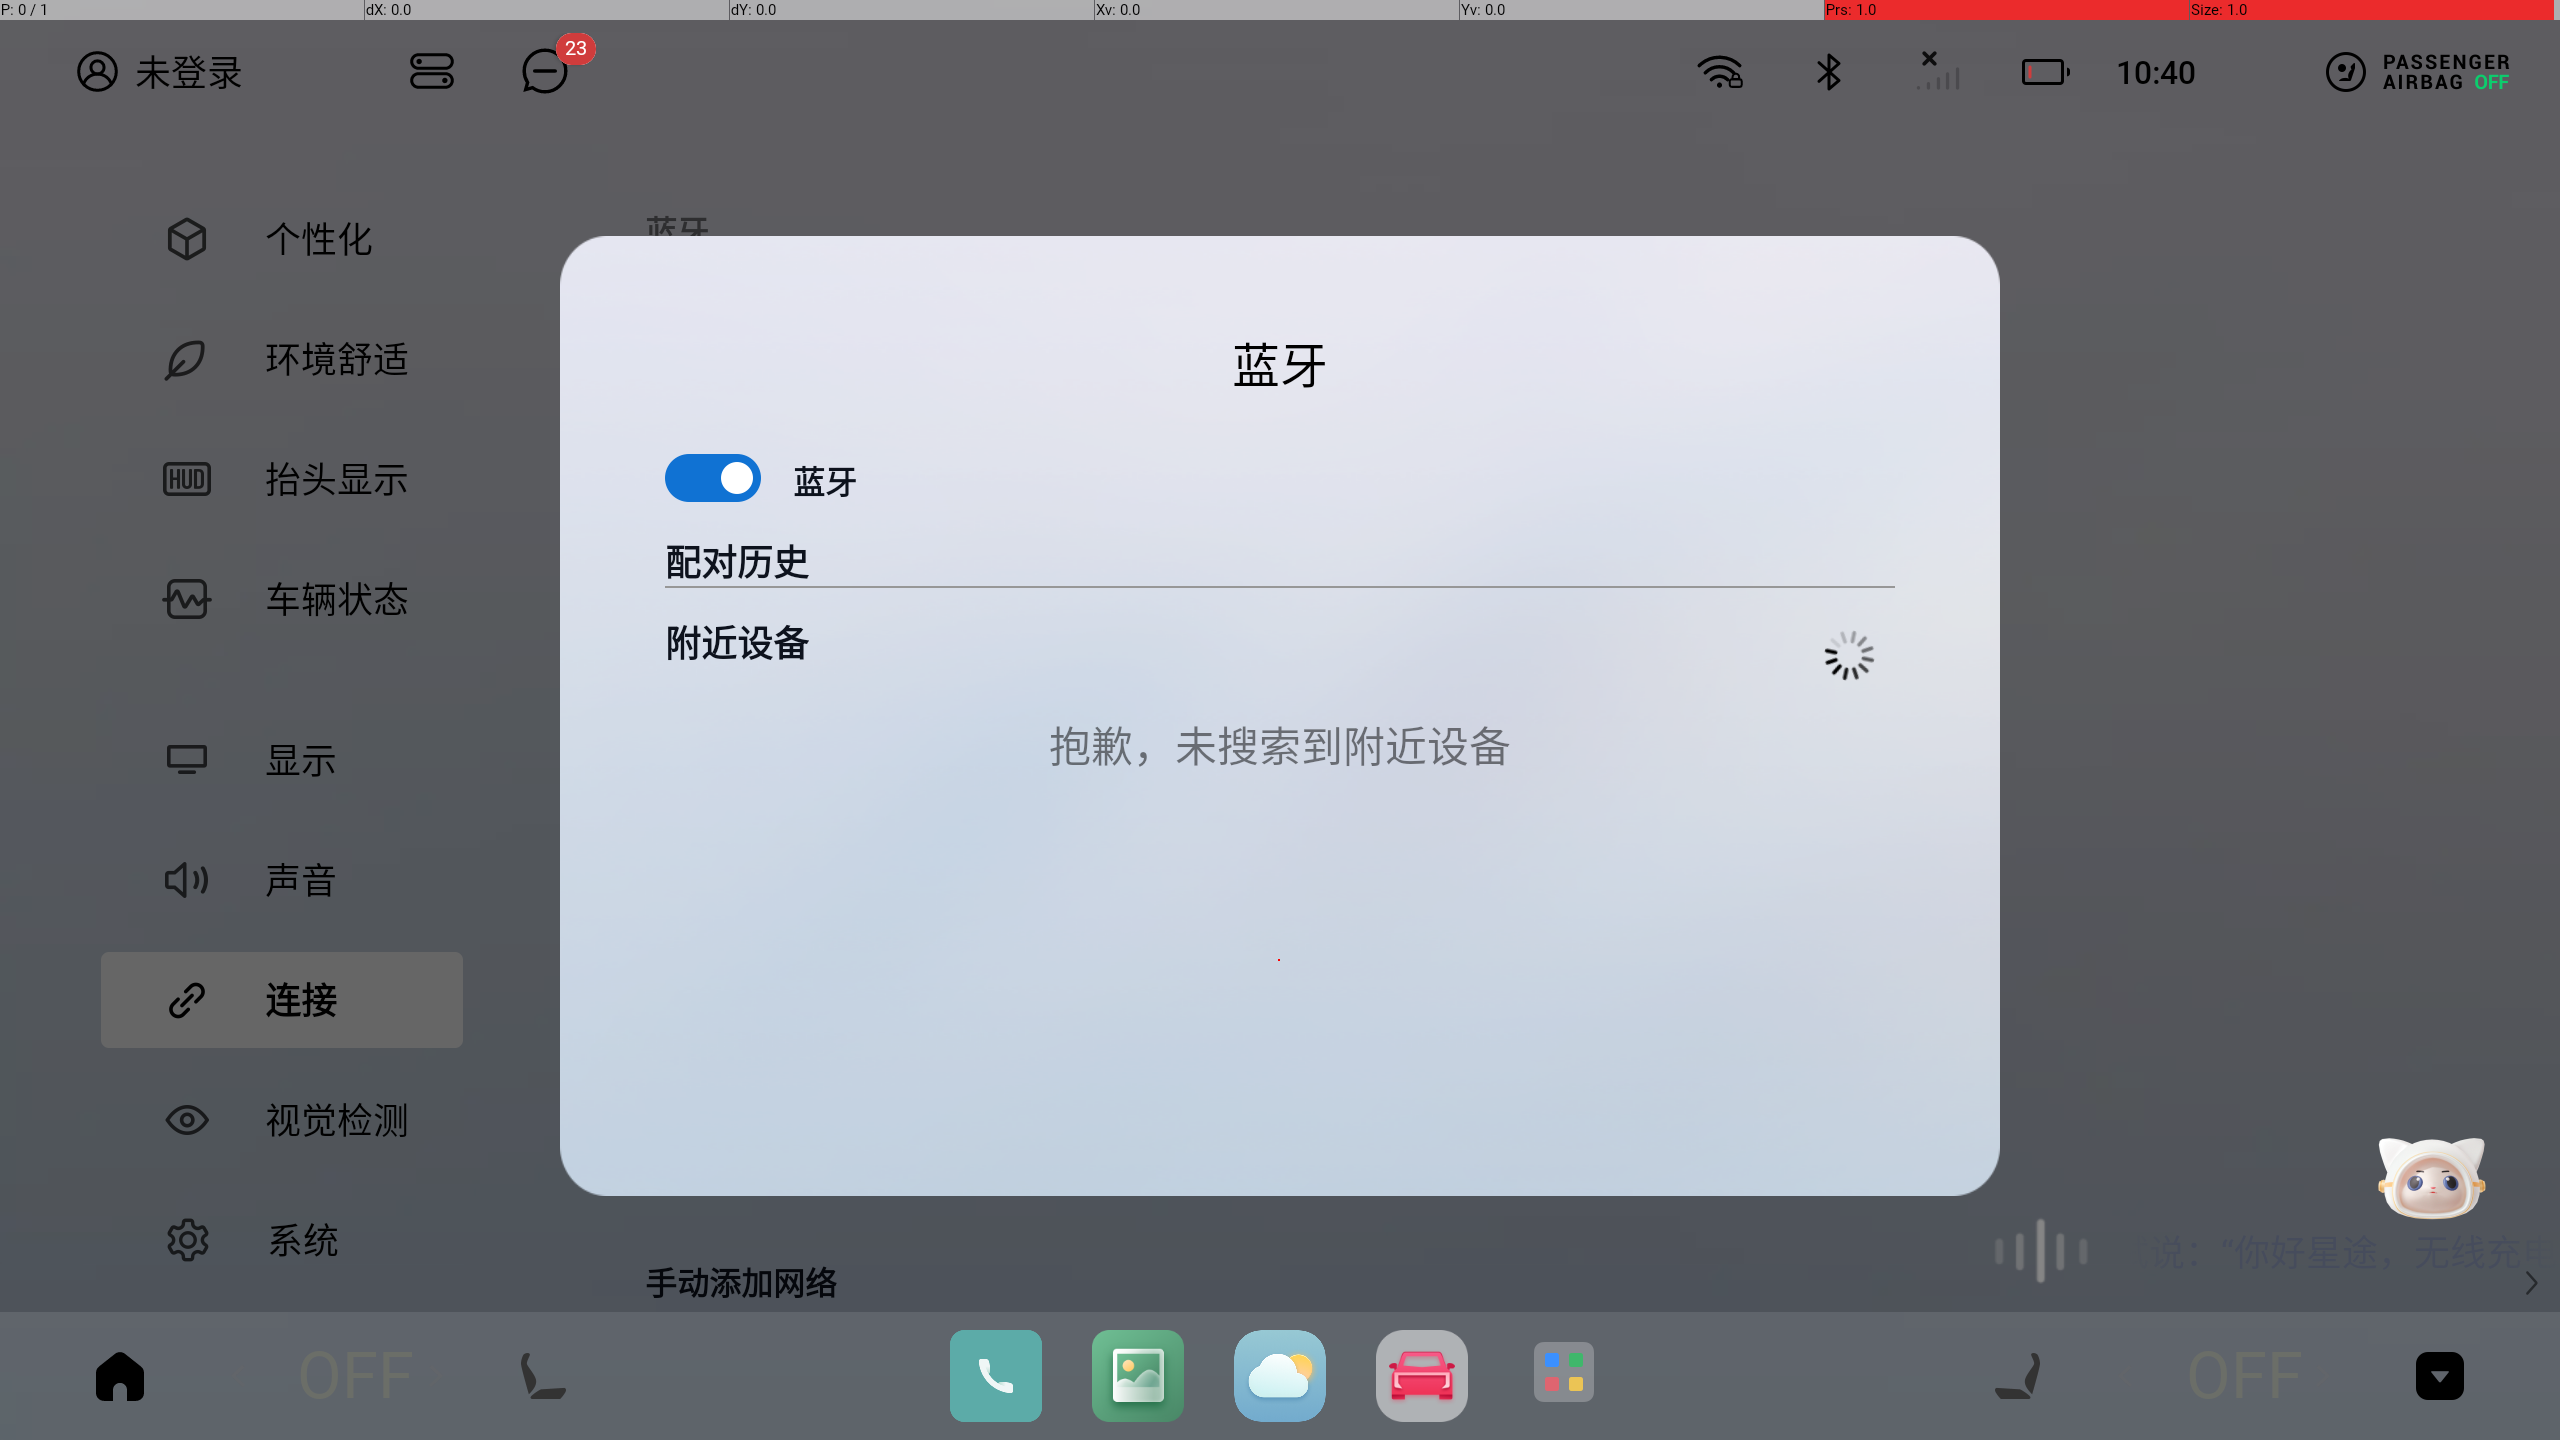 P: 0 / 1 dX: 0.0 dY: 0.0 Xv: 0.0 Yv: 0.0 Prs: 1.0 Size: 1.0
未登录 23 10:40 PASSENGER AIRBAG OFF
个性化
环境舒适
抬头显示
HUD
车辆状态
显示
声音
连接
视觉检测
系统
蓝牙
蓝牙
蓝牙
配对历史
附近设备
抱歉，未搜索到附近设备
手动添加网络
说：“你好星途，无线充
OFF
OFF